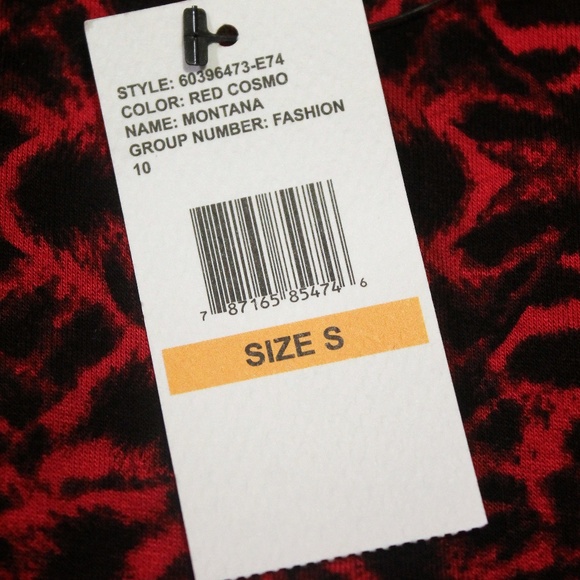 STYLE: 60396473-E74
COLOR: RED COSMO
NAME: MONTANA
GROUP NUMBER: FASHION
10
7 87165 85474 6
SIZE S